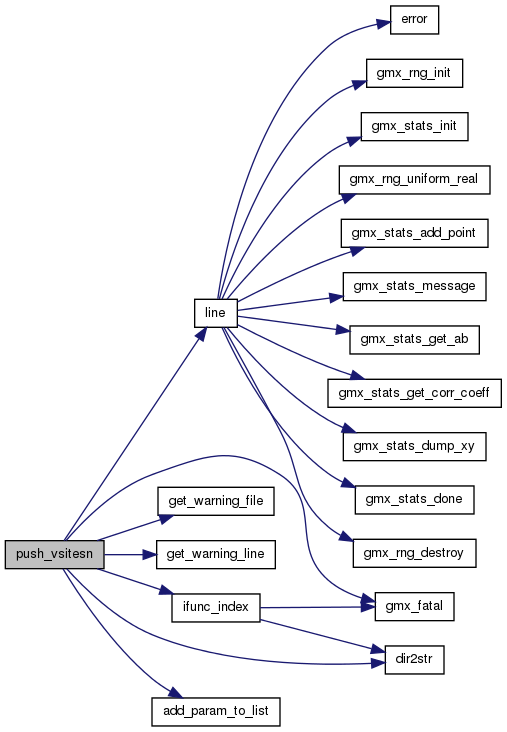 error
gmx_rng_init
gmx_stats_init
gmx_rng_uniform_real
gmx_stats_add_point
gmx_stats_message
line
gmx_stats_get_ab
gmx_stats_get_corr_coeff
gmx_stats_dump_xy
gmx_stats_done
get_warning_file
gmx_rng_destroy
push_vsitesn
get_warning_line
ifunc_index
gmx_fatal
dir2str
add_param_to_list